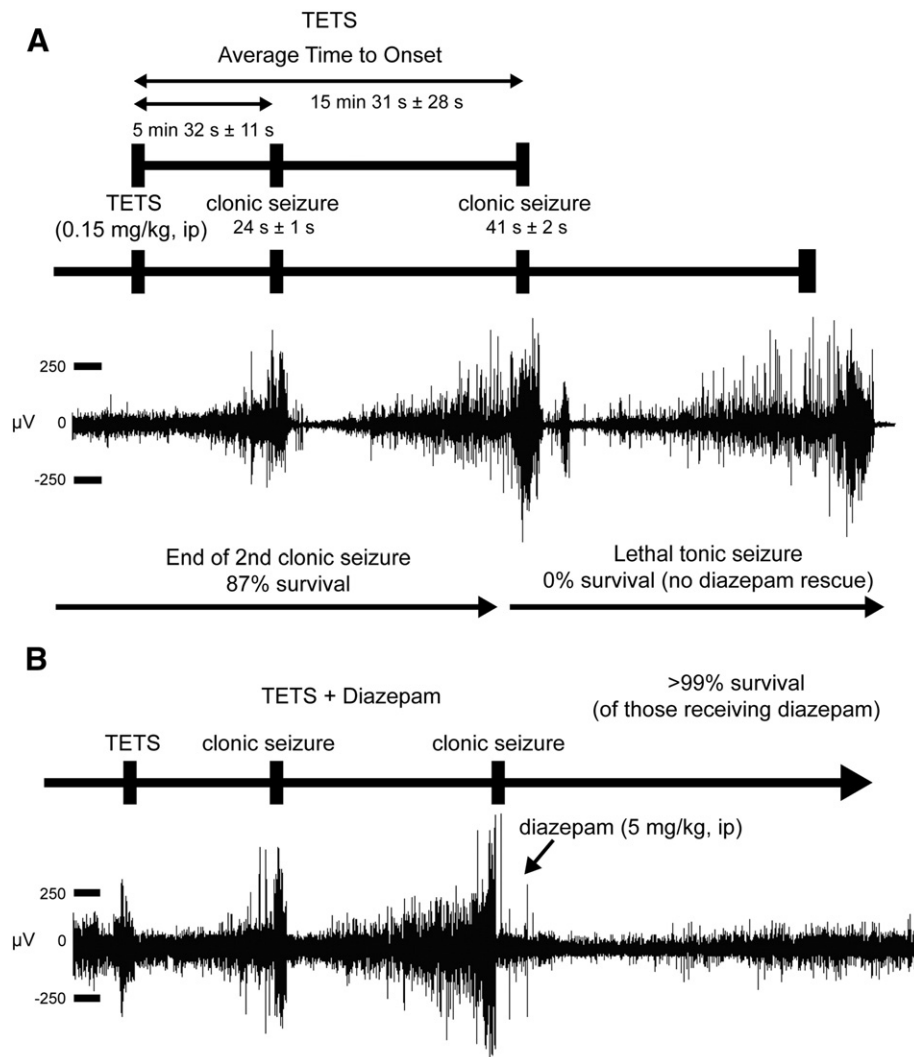 A
TETS
Average Time to Onset
15 min 31 s ± 28 s
5 min 32 s ± 11 s
TETS
(0.15 mg/kg, ip)
clonic seizure
24 s ± 1 s
clonic seizure
41 s ± 2 s
250
µV 0
-250
End of 2nd clonic seizure
87% survival
Lethal tonic seizure
0% survival (no diazepam rescue)
B
TETS + Diazepam
>99% survival
(of those receiving diazepam)
TETS
clonic seizure
clonic seizure
diazepam (5 mg/kg, ip)
250
µV 0
-250